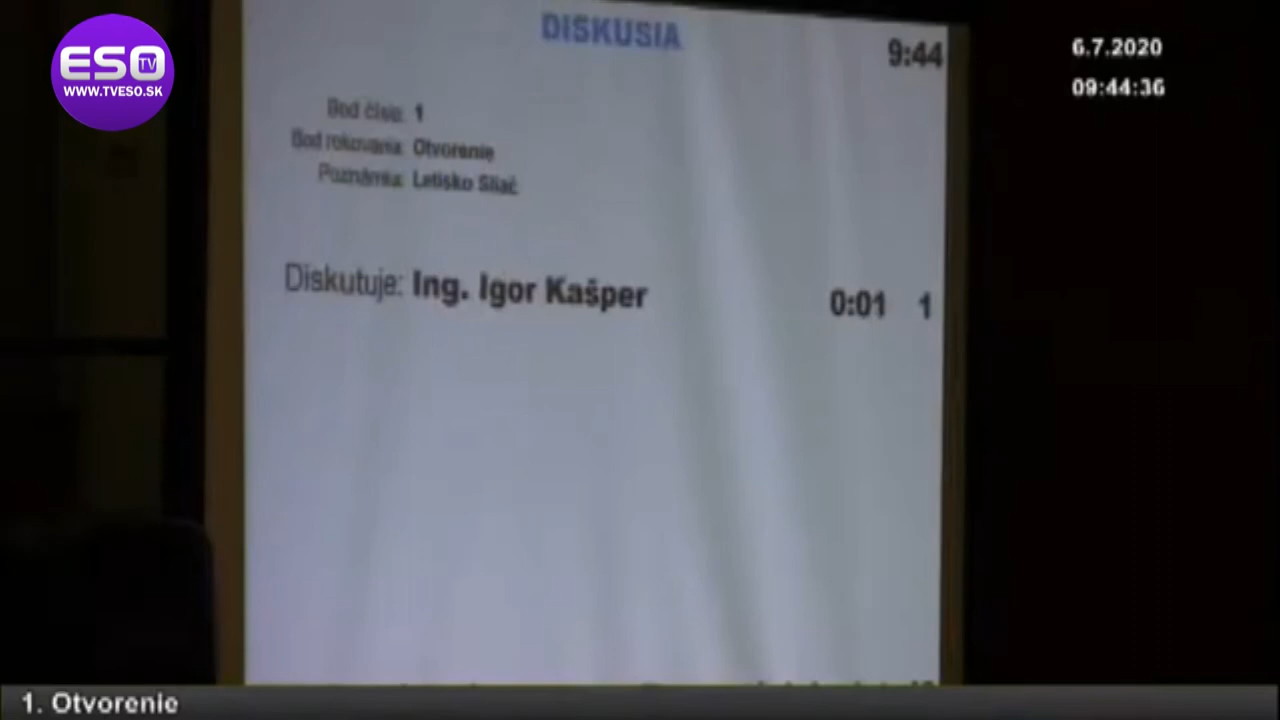 ESO TV
WWW.TVESO.SK
DISKUSIA
9:44
6.7.2020
09:44:36
Bod číslo: 1
Bod rokovania: Otvorenie
Poznámka: Letisko Sliač
Diskutuje: Ing. Igor Kašper 0:01 1
1. Otvorenie